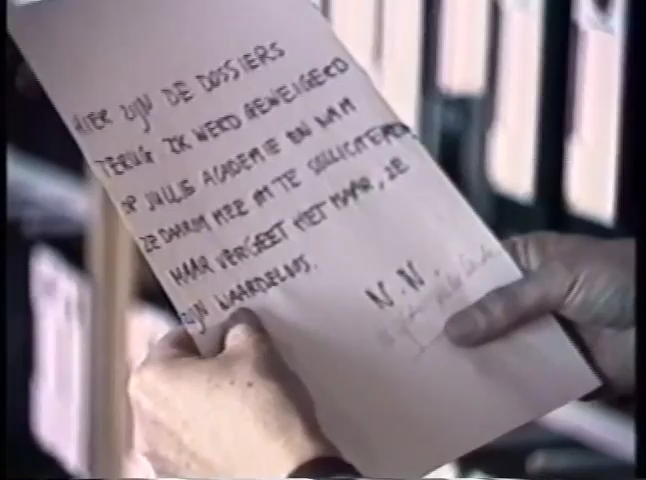 HIER ZIJN DE DOSSIERS
TERUG IK WERD GEWEIGERD
OP JULLIE ACADEMIE EN NAM
ZE DAAROM MEE OM TE SOLLICITEREN,
MAAR VERGEET HET MAAR, ZE
ZIJN WAARDELOOS.
N.N